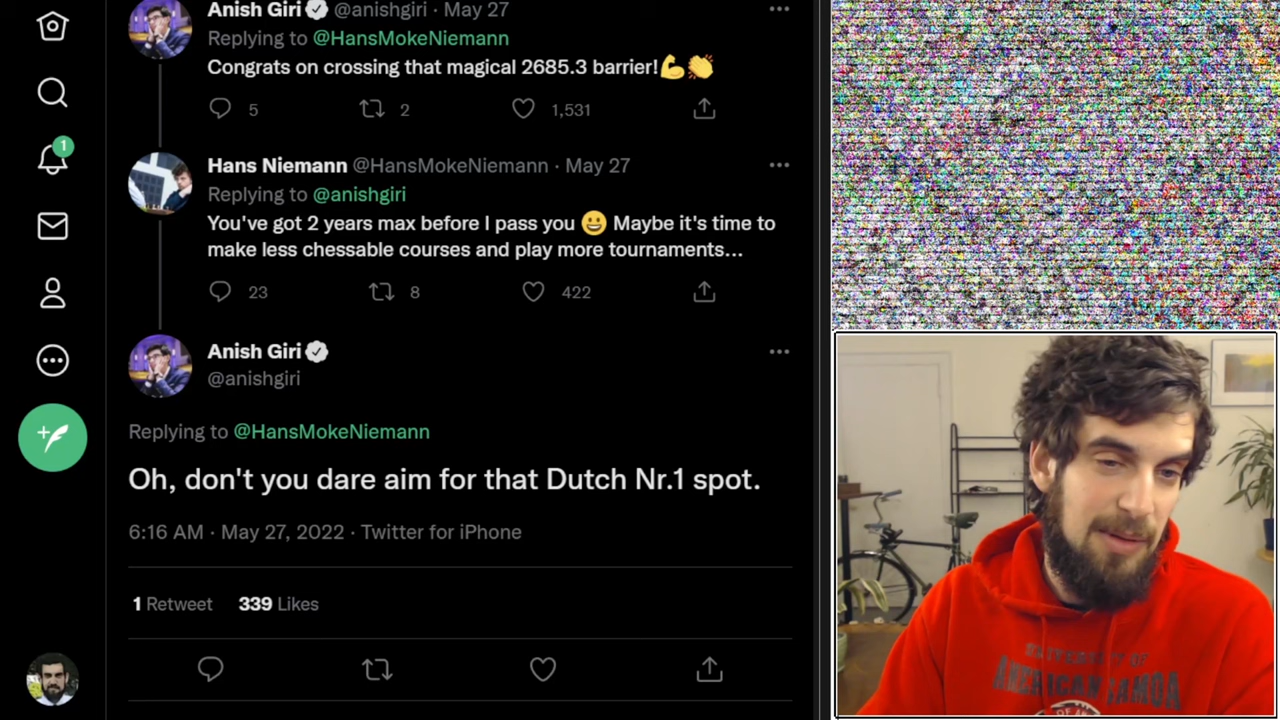 Anish Giri @anishgiri · May 27
Replying to @HansMokeNiemann
Congrats on crossing that magical 2685.3 barrier!💪👏
5 2 1,531
1
Hans Niemann @HansMokeNiemann · May 27
Replying to @anishgiri
You've got 2 years max before I pass you 😀 Maybe it's time to
make less chessable courses and play more tournaments...
23 8 422
Anish Giri
@anishgiri
Replying to @HansMokeNiemann
Oh, don't you dare aim for that Dutch Nr.1 spot.
6:16 AM · May 27, 2022 · Twitter for iPhone
1 Retweet 339 Likes
UNIVERSITY OF
AMERICAN SAMOA